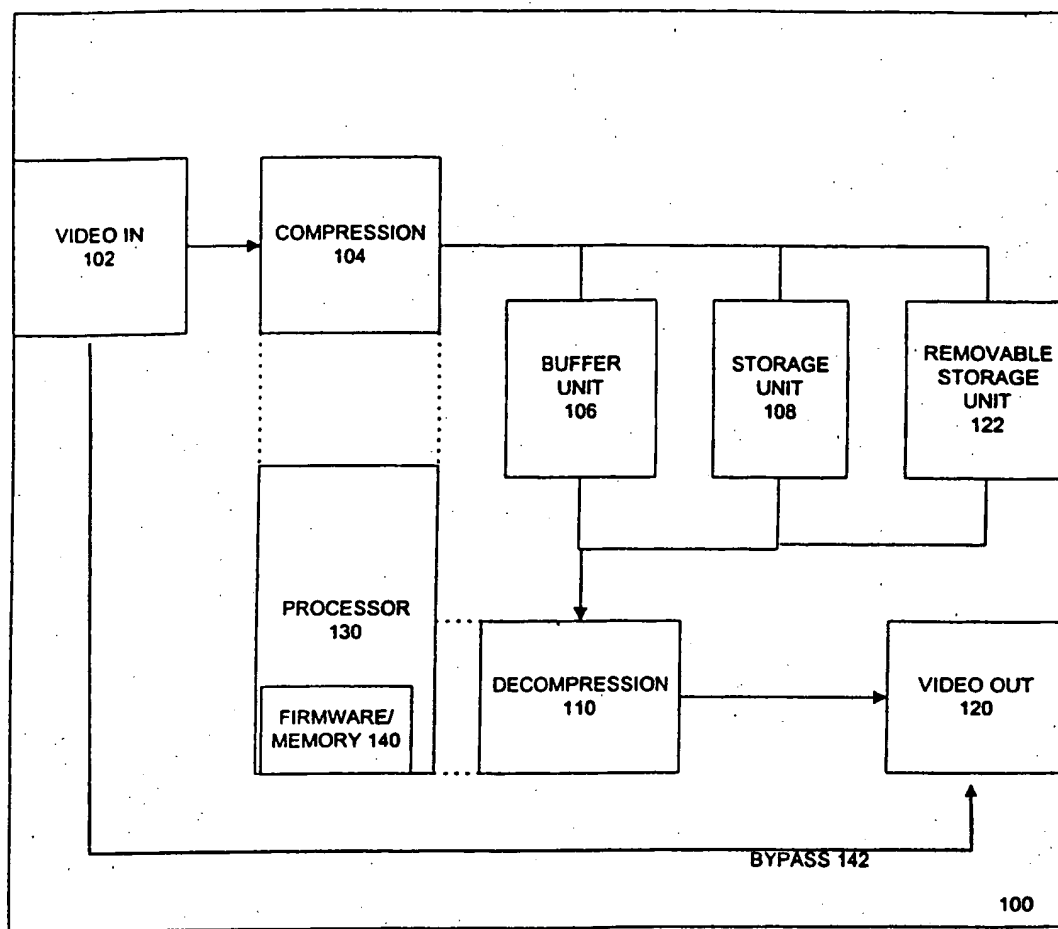 VIDEO IN
102
COMPRESSION
104
BUFFER
UNIT
106
STORAGE
UNIT
108
REMOVABLE
STORAGE
UNIT
122
PROCESSOR
130
FIRMWARE/
MEMORY 140
DECOMPRESSION
110
VIDEO OUT
120
BYPASS 142
100